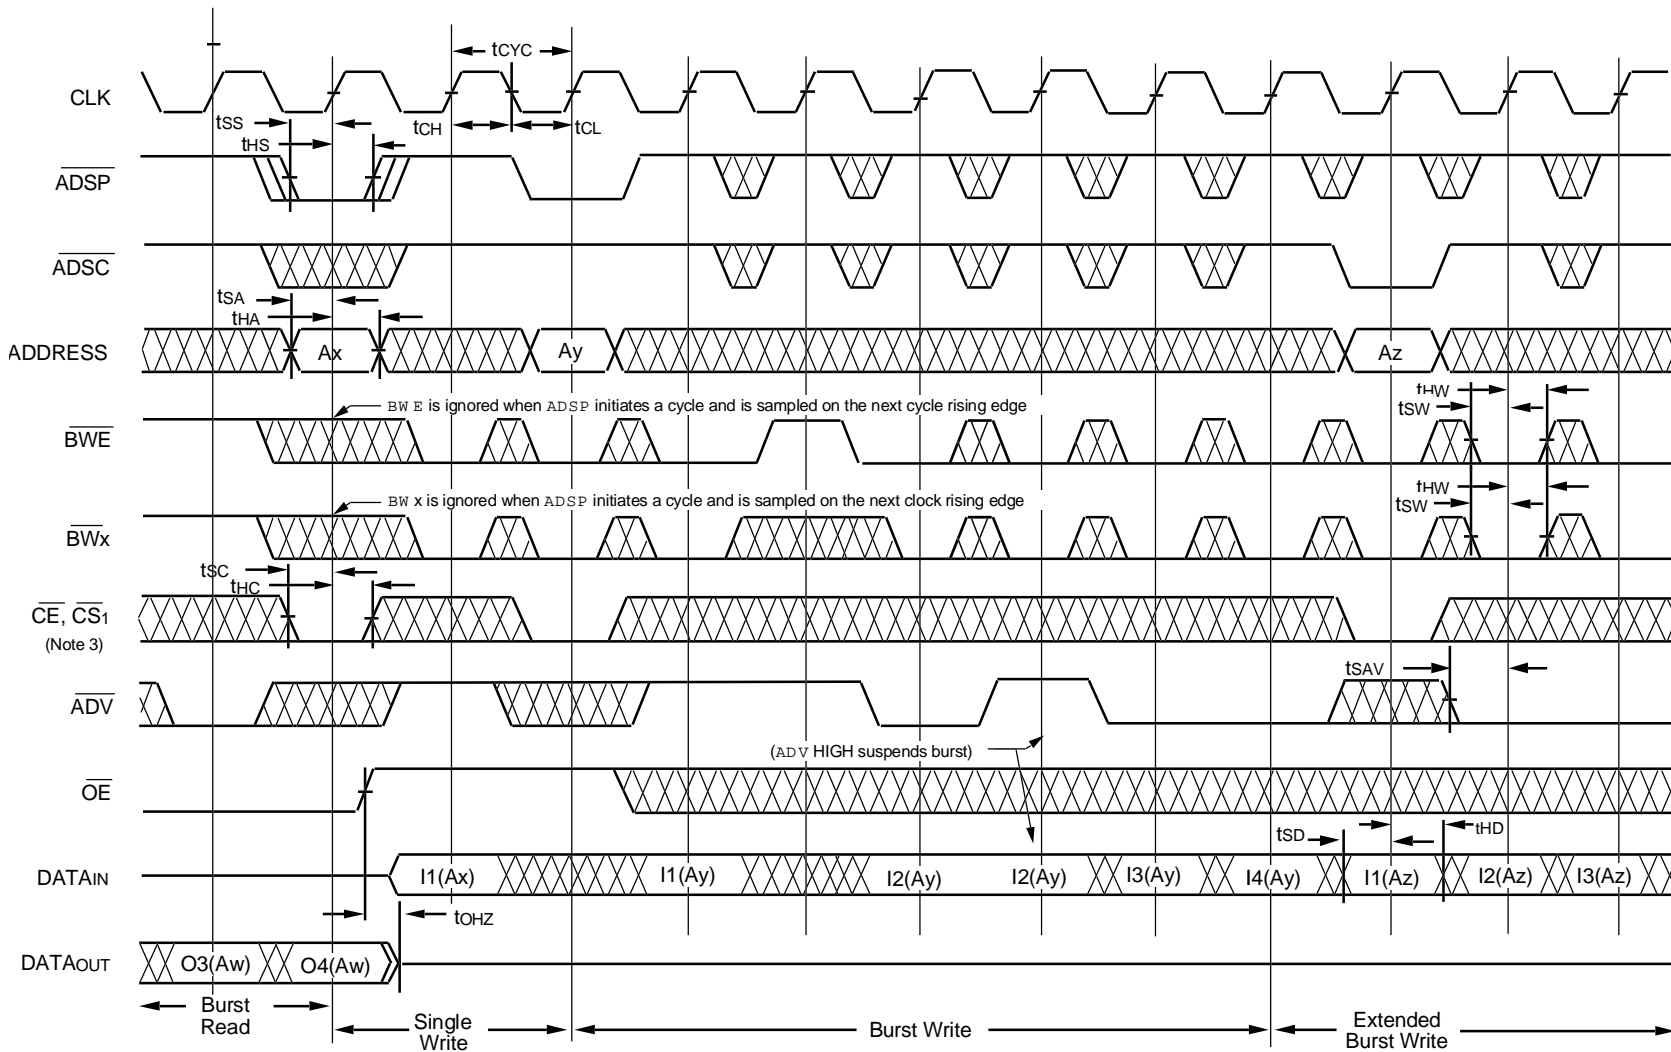 tCYC
CLK
tSS
tCH
tCL
tHS
ADSP
ADSC
tSA
tHA
ADDRESS
Ax
Ay
Az
tHW
BWE is ignored when ADSP initiates a cycle and is sampled on the next cycle rising edge
tSW
BWE
tHW
BWx is ignored when ADSP initiates a cycle and is sampled on the next clock rising edge
tSW
BWx
tSC
tHC
CE, CS1
(Note 3)
tSAV
ADV
(ADV HIGH suspends burst)
OE
tSD
tHD
DATAIN
I1(Ax)
I1(Ay)
I2(Ay)
I2(Ay)
I3(Ay)
I4(Ay)
I1(Az)
I2(Az)
I3(Az)
tOHZ
DATAOUT
O3(Aw)
O4(Aw)
Burst
Read
Single
Write
Burst Write
Extended
Burst Write